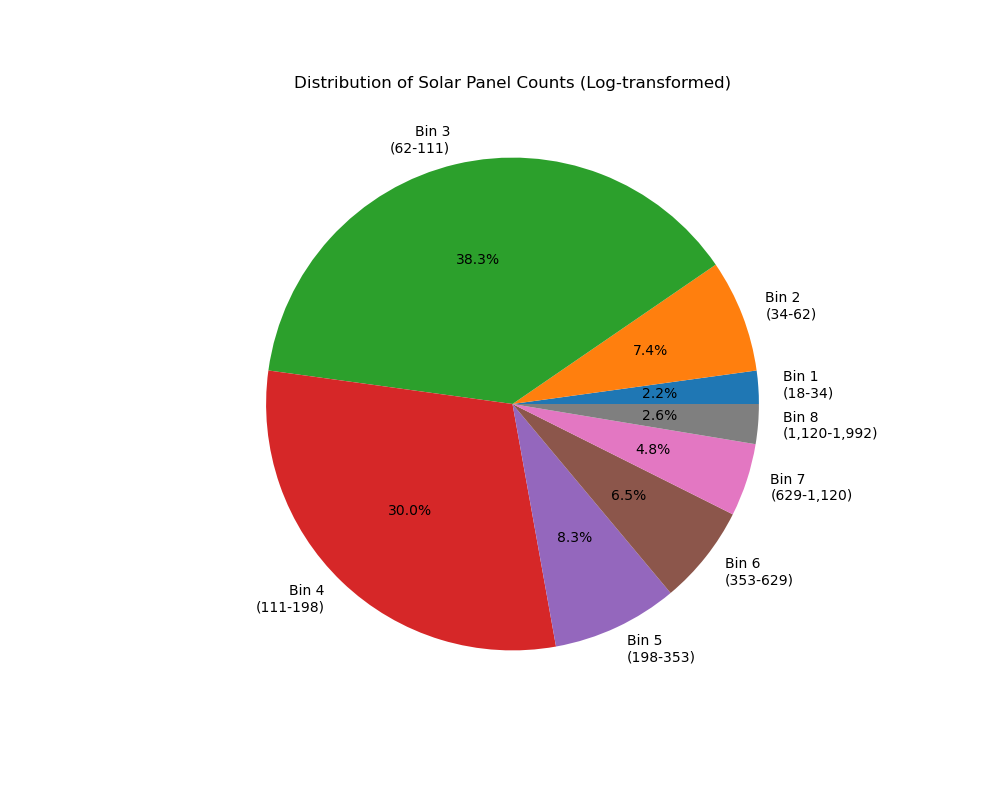 Distribution of Solar Panel Counts (Log-transformed)
Bin 3
(62-111)
38.3%
Bin 2
(34-62)
7.4%
Bin 1
(18-34)
2.2%
Bin 8
(1,120-1,992)
2.6%
Bin 7
(629-1,120)
4.8%
Bin 6
(353-629)
6.5%
Bin 5
(198-353)
8.3%
Bin 4
(111-198)
30.0%